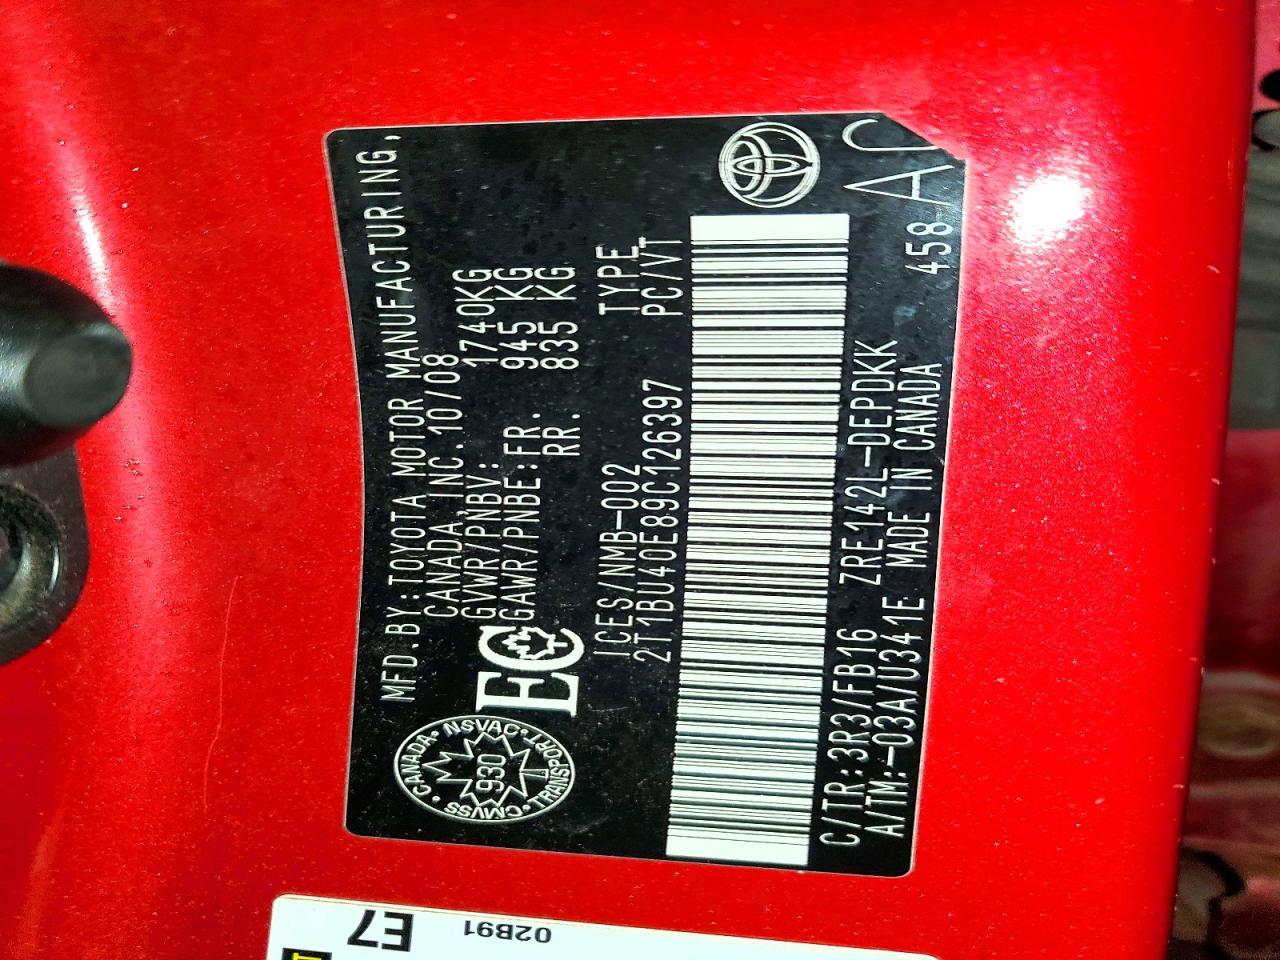 MFD.BY:TOYOTA MOTOR MANUFACTURING,
CANADA,INC.10/08
GVWR/PNBV: 1740KG
GAWR/PNBE:FR. 945 KG
RR. 835 KG
EC
CANADA • NSVAC • TRANSPORT • CMVSS
930
ICES/NMB-002 TYPE
2T1BU40E89C126397 PC/VT
C/TR:3R3/FB16 ZRE142L-DEPDKK
A/TM:-03A/U341E MADE IN CANADA 458
E7
02B91